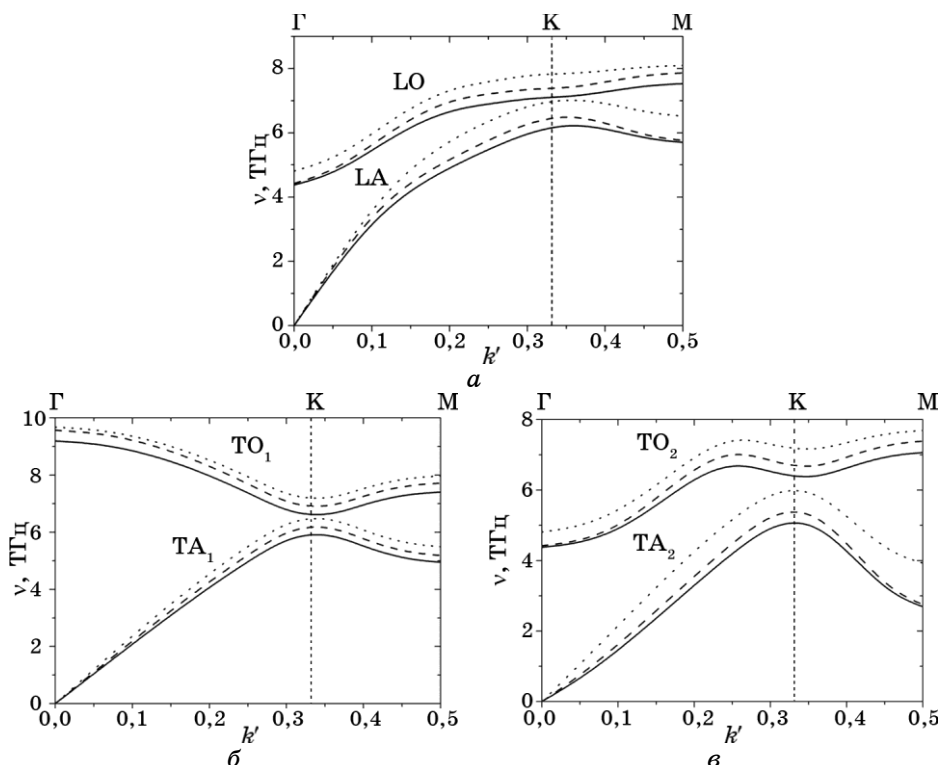 Γ K M
8
6
4
2
0
ν, ТГц
LO
LA
0,0 0,1 0,2 0,3 0,4 0,5
k′
а
Γ K M
10
8
6
4
2
0
ν, ТГц
TO₁
TA₁
0,0 0,1 0,2 0,3 0,4 0,5
k′
б
Γ K M
8
6
4
2
0
ν, ТГц
TO₂
TA₂
0,0 0,1 0,2 0,3 0,4 0,5
k′
в